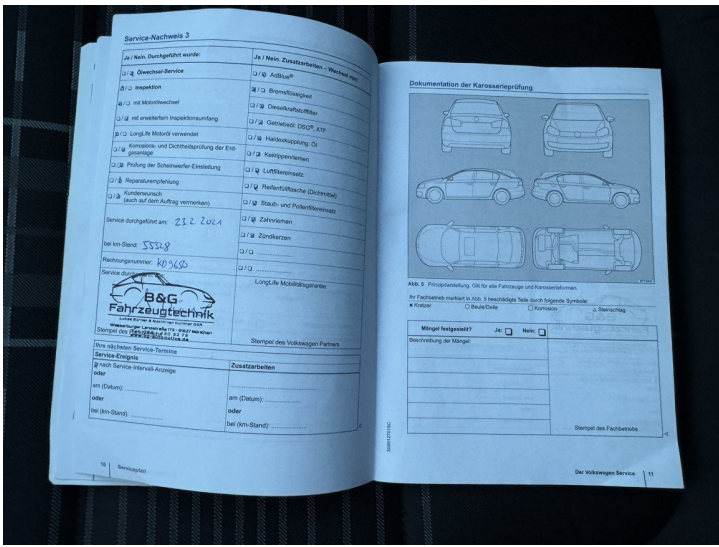 Service-Nachweis 3
Ja / Nein. Durchgeführt wurde:
Ja / Nein. Zusatzarbeiten – Wechsel von:
Ölwechsel-Service
AdBlue®
Inspektion
Bremsflüssigkeit
mit Motorölwechsel
Dieselkraftstofffilter
mit erweitertem Inspektionsumfang
Getriebeöl: DSG®, ATF
LongLife Motoröl verwendet
Haldexkupplung: Öl
Korrosions- und Dichtheitsprüfung der Erd-
gasanlage
Keilrippenriemen
Prüfung der Scheinwerfer-Einstellung
Luftfiltereinsatz
Reparaturempfehlung
Reifenfüllflasche (Dichtmittel)
Kundenwunsch
(auch auf dem Auftrag vermerken)
Staub- und Pollenfiltereinsatz
Service durchgeführt am: 23.2.2021
Zahnriemen
Zündkerzen
bei km-Stand: 55328
Rechnungsnummer:
Service
LongLife Mobilitätsgarantie
B&G
Fahrzeugtechnik
Stempel des
Stempel des Volkswagen Partners
Ihre nächsten Service-Termine
Service-Ereignis
Zusatzarbeiten
nach Service-Intervall-Anzeige
oder
am (Datum):
am (Datum):
oder
oder
bei (km-Stand):
bei (km-Stand):
10 Serviceplan
Dokumentation der Karosserieprüfung
Abb. 5 Prinzipdarstellung. Gilt für alle Fahrzeuge und Karosserieformen.
Ihr Fachbetrieb markiert in Abb. 5 beschädigte Teile durch folgende Symbole:
Kratzer
Beule/Delle
Korrosion
Steinschlag
Mängel festgestellt? Ja: Nein:
Beschreibung der Mängel:
Stempel des Fachbetriebs
Der Volkswagen Service 11